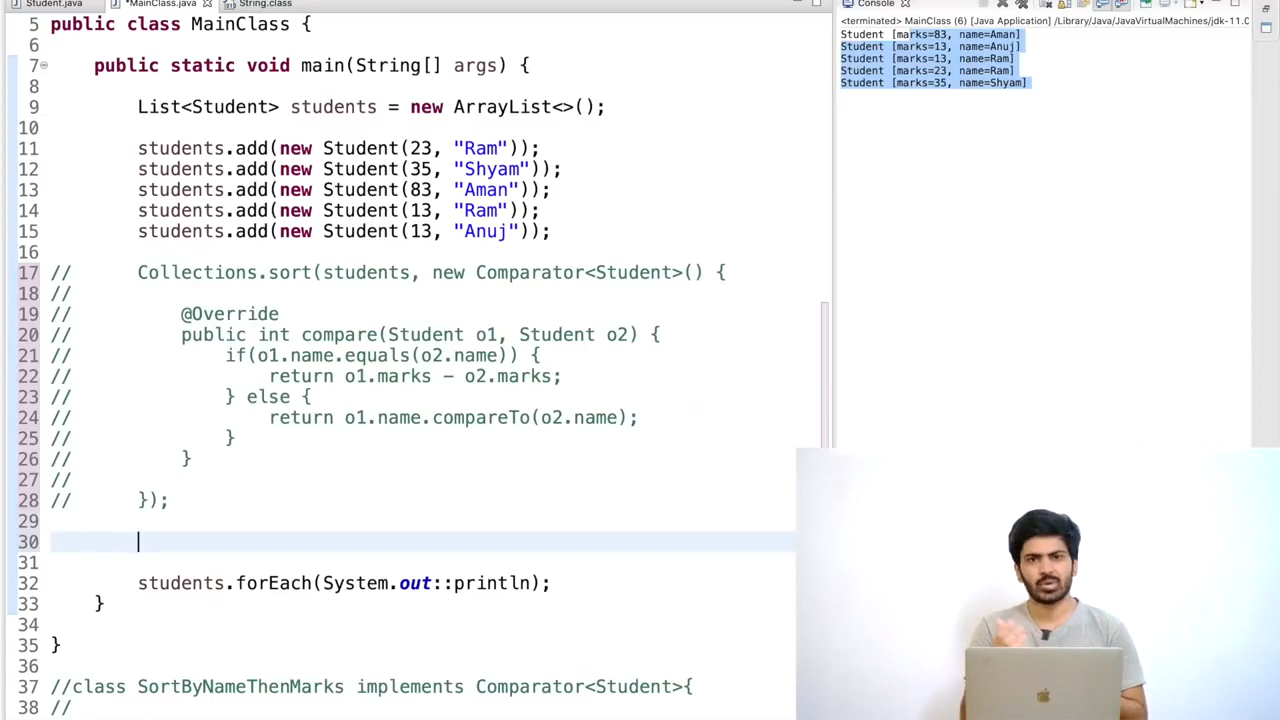 Student.java
*MainClass.java
String.class
5 public class MainClass {
6
7 public static void main(String[] args) {
8
9 List<Student> students = new ArrayList<>();
10
11 students.add(new Student(23, "Ram"));
12 students.add(new Student(35, "Shyam"));
13 students.add(new Student(83, "Aman"));
14 students.add(new Student(13, "Ram"));
15 students.add(new Student(13, "Anuj"));
16
17 // Collections.sort(students, new Comparator<Student>() {
18 //
19 // @Override
20 // public int compare(Student o1, Student o2) {
21 // if(o1.name.equals(o2.name)) {
22 // return o1.marks - o2.marks;
23 // } else {
24 // return o1.name.compareTo(o2.name);
25 // }
26 // }
27 //
28 // });
29
30
31
32 students.forEach(System.out::println);
33 }
34
35 }
36
37 //class SortByNameThenMarks implements Comparator<Student>{
38 //
Console
<terminated> MainClass (6) [Java Application] /Library/Java/JavaVirtualMachines/jdk-11.0
Student [marks=83, name=Aman]
Student [marks=13, name=Anuj]
Student [marks=13, name=Ram]
Student [marks=23, name=Ram]
Student [marks=35, name=Shyam]